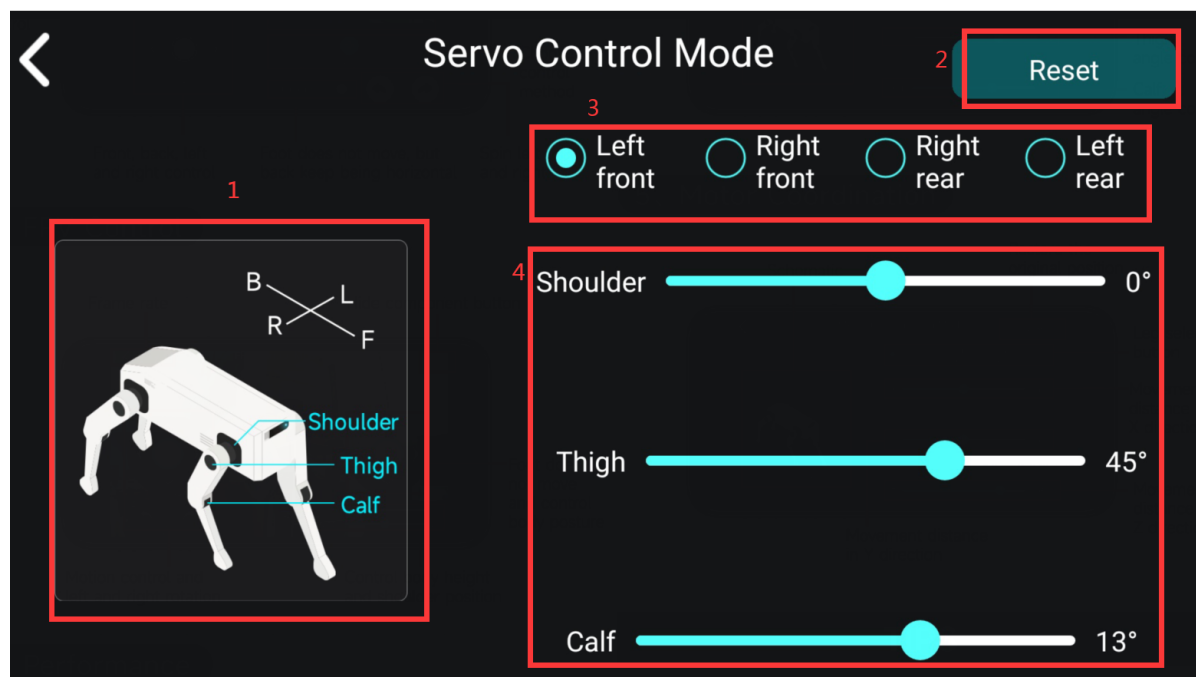 Servo Control Mode
2
Reset
3
Left front
Right front
Right rear
Left rear
1
B
L
R
F
Shoulder
Thigh
Calf
4
Shoulder 0°
Thigh 45°
Calf 13°